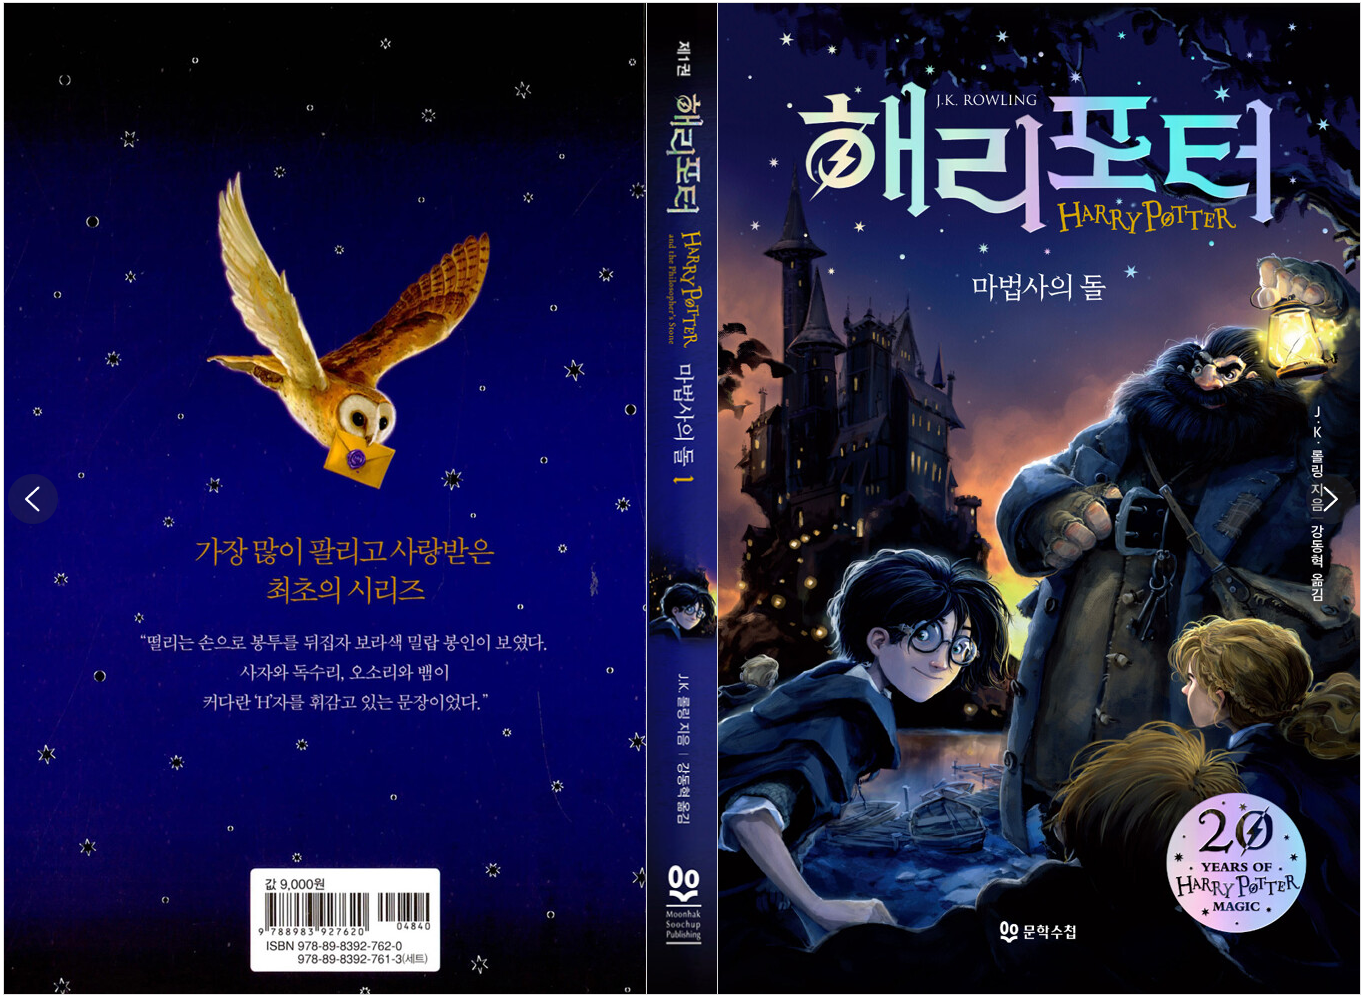 가장 많이 팔리고 사랑받은
최초의 시리즈
“떨리는 손으로 봉투를 뒤집자 보라색 밀랍 봉인이 보였다.
사자와 독수리, 오소리와 뱀이
커다란 ‘H’자를 휘감고 있는 문장이었다.”
값 9,000원
9 788983 927620
04840
ISBN 978-89-8392-762-0
978-89-8392-761-3(세트)
제1권
해리포터
HARRY POTTER
and the Philosopher's Stone
마법사의 돌 1
J.K. 롤링 지음 | 강동혁 옮김
Moonhak
Soochup
Publishing
J.K. ROWLING
해리포터
HARRY POTTER
마법사의 돌
J.K. 롤링 지음 강동혁 옮김
20
YEARS OF
HARRY POTTER
MAGIC
문학수첩